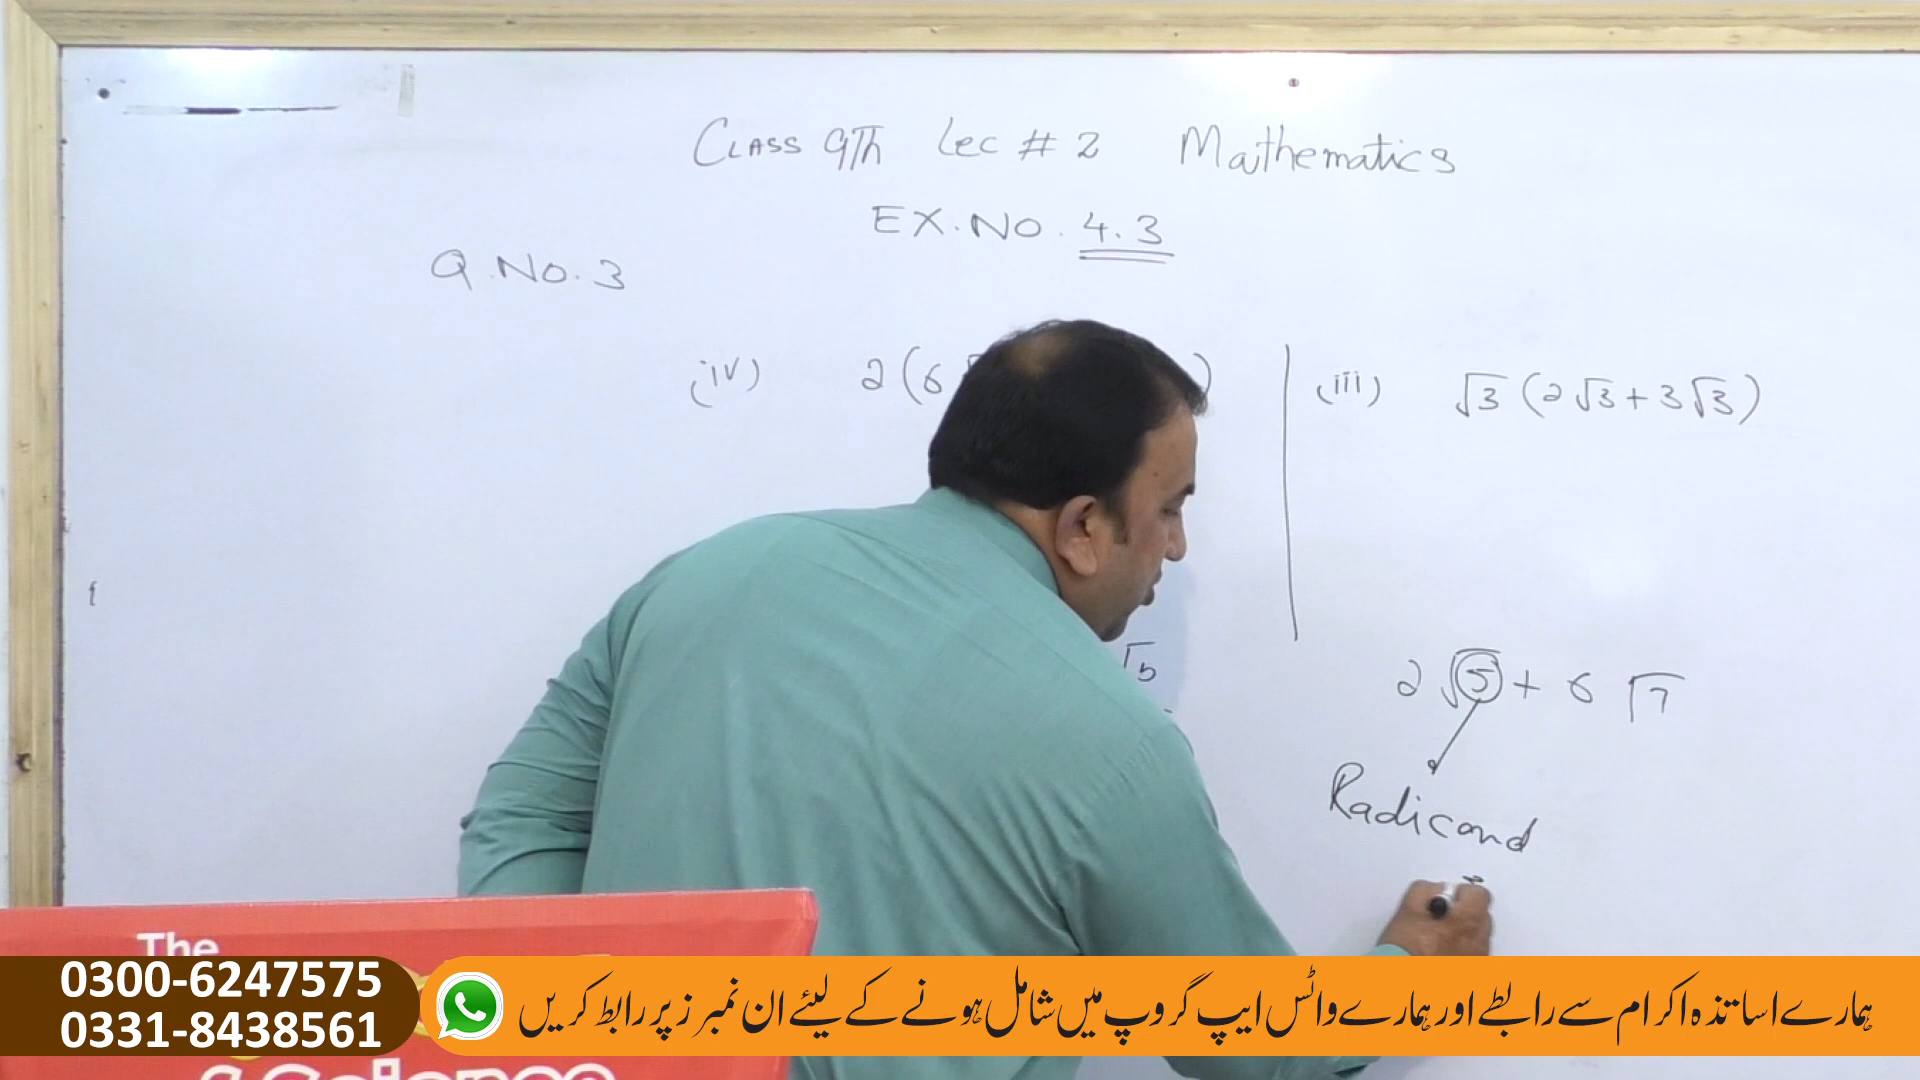 CLASS 9Th Lec # 2 Mathematics
EX.NO. 4.3
Q.No.3
(iv) 2(6 )
(iii) √3(2√3+3√3)
√5
2√5+6√7
Radicand
The
0300-6247575
0331-8438561
ہمارے اساتذہ اکرام سے رابطے اور ہمارے واٹس ایپ گروپ میں شامل ہونے کے لیئے ان نمبرز پر رابطہ کریں
& Science